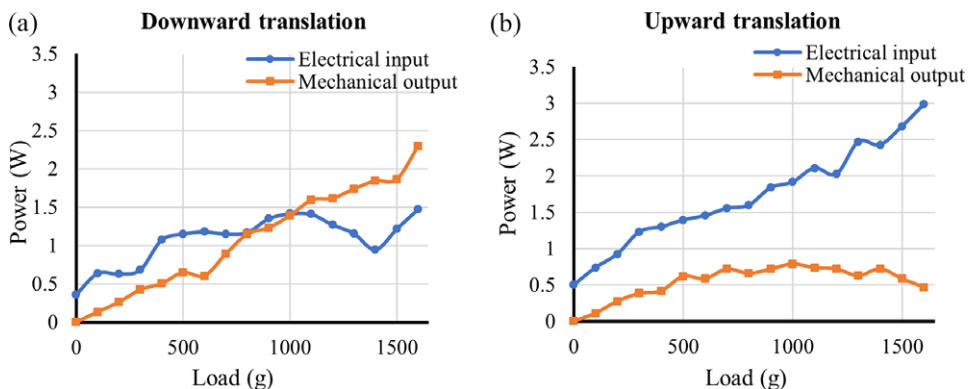 (a)
Downward translation
Electrical input
Mechanical output
Power (W)
3.5
3
2.5
2
1.5
1
0.5
0
0
500
1000
1500
Load (g)
(b)
Upward translation
Electrical input
Mechanical output
Power (W)
3.5
3
2.5
2
1.5
1
0.5
0
0
500
1000
1500
Load (g)